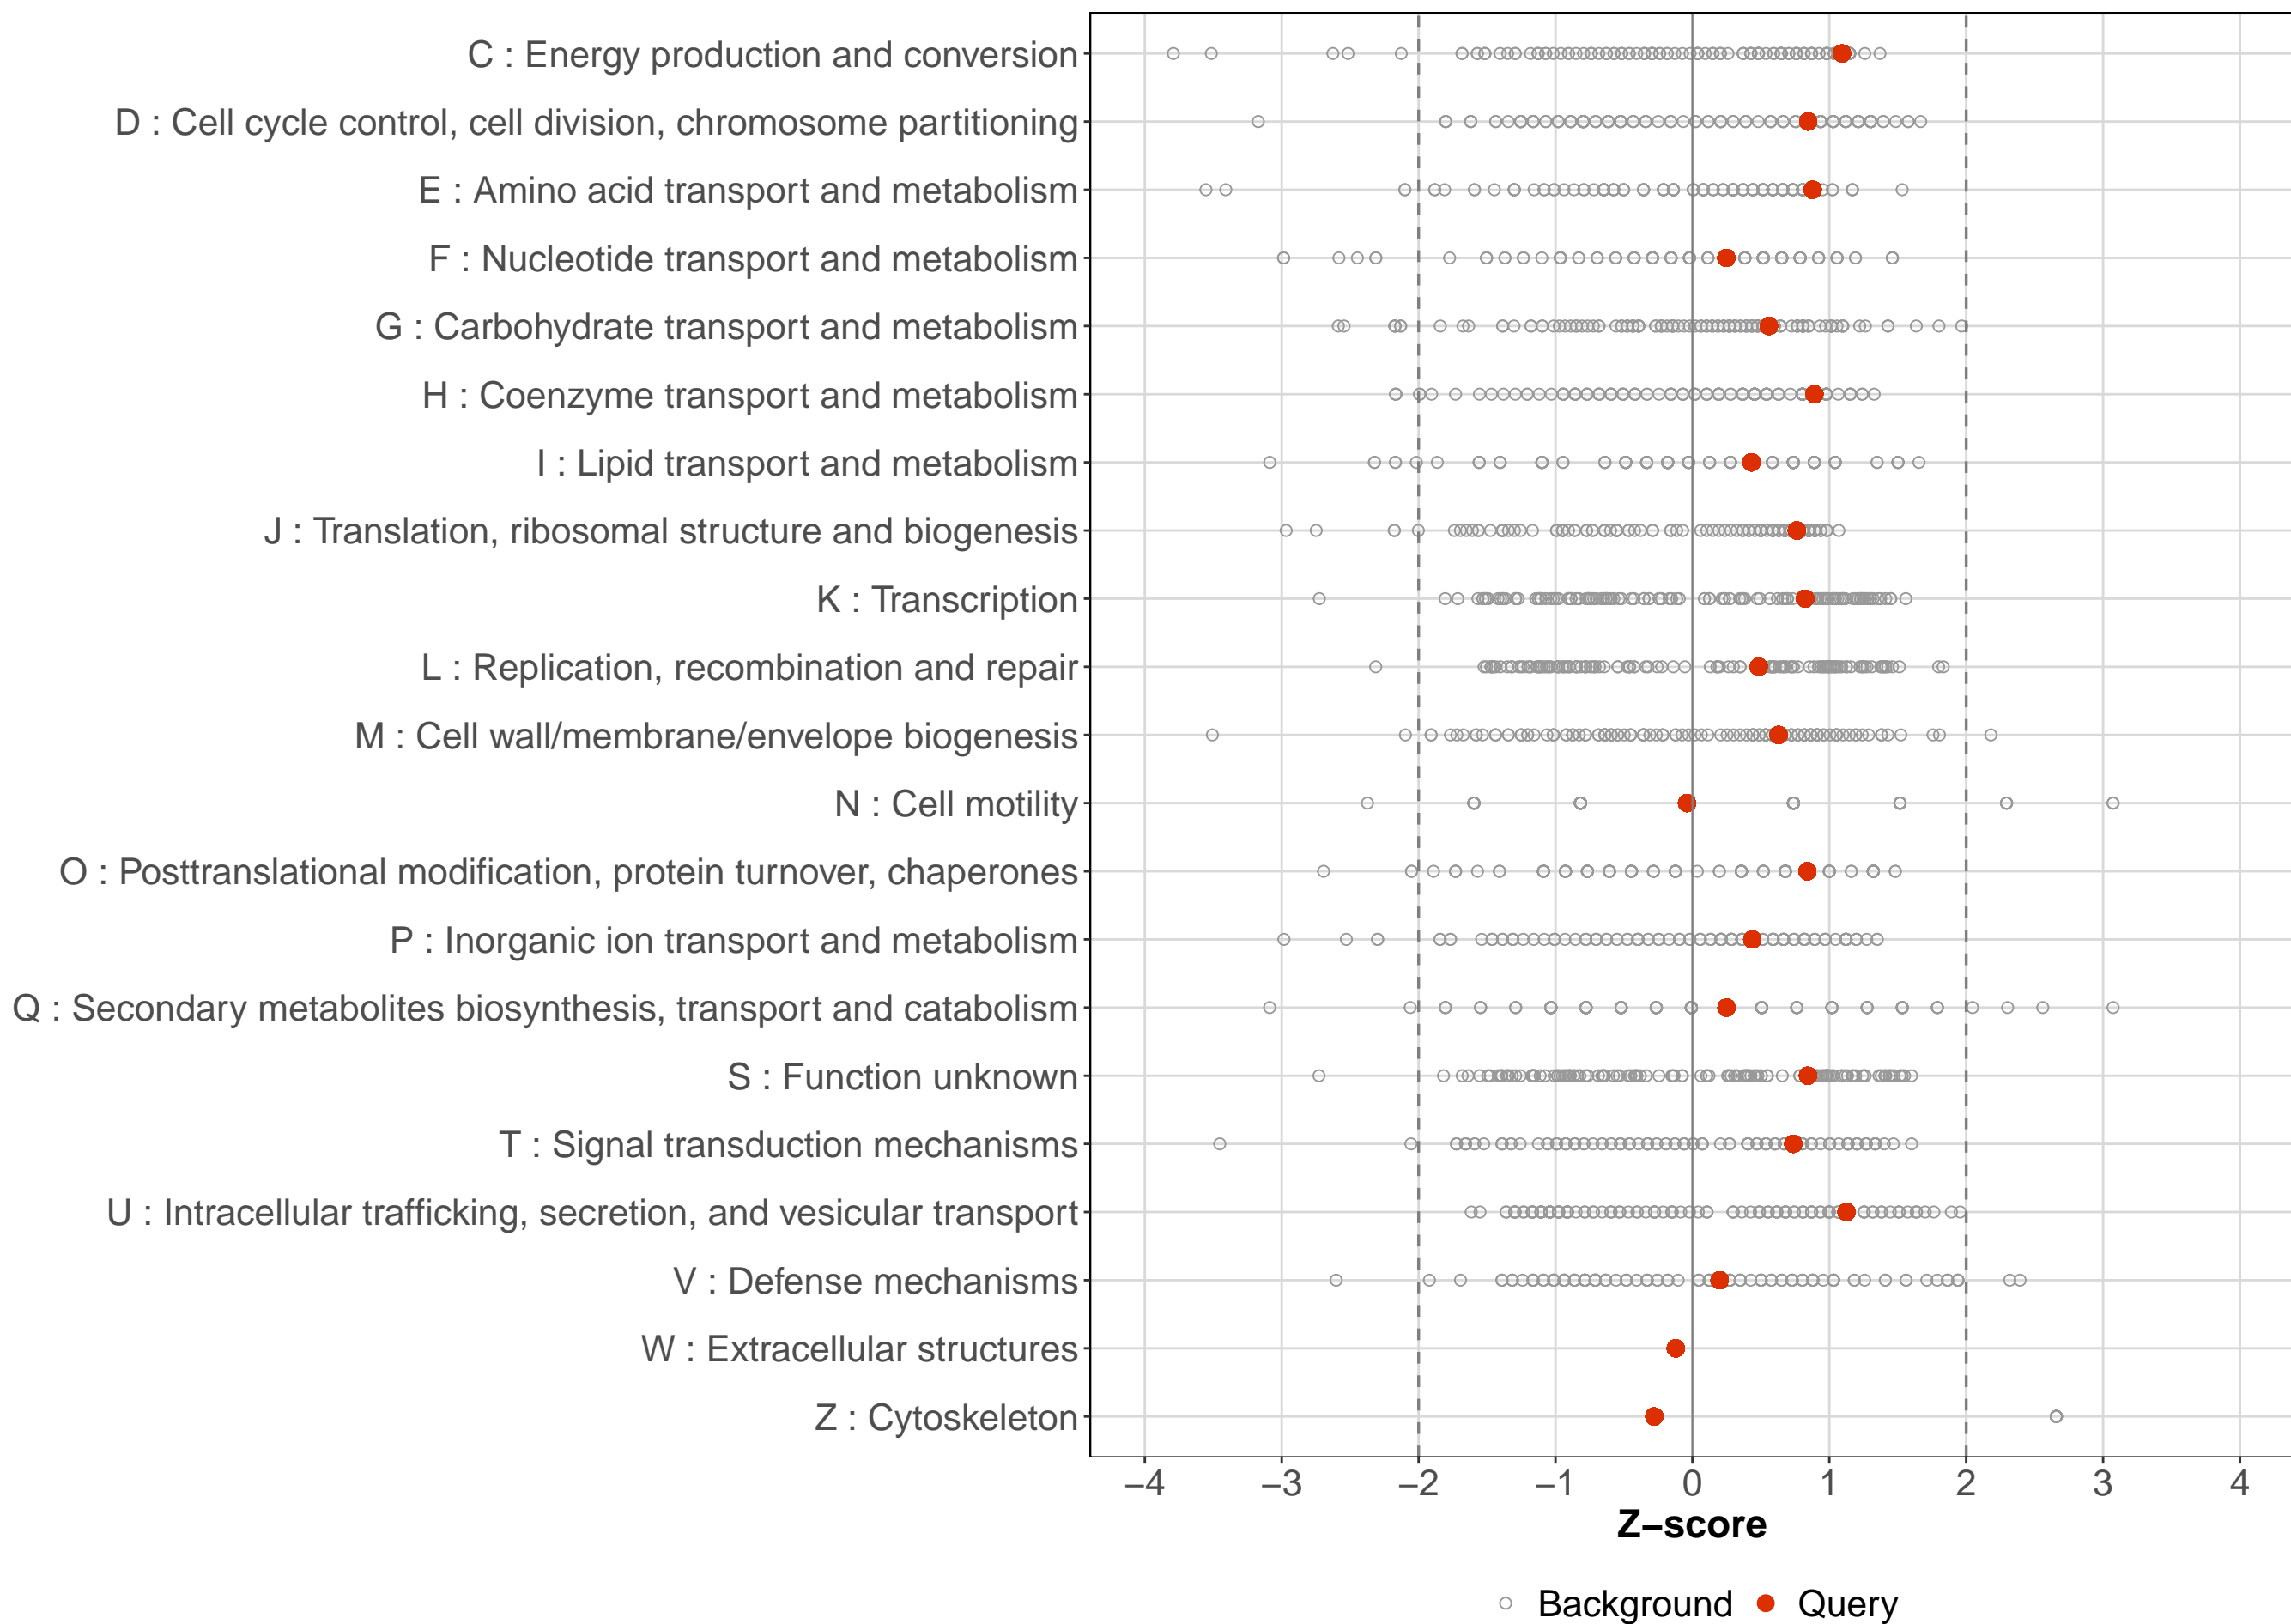 C : Energy production and conversion
D : Cell cycle control, cell division, chromosome partitioning
E : Amino acid transport and metabolism
F : Nucleotide transport and metabolism
G : Carbohydrate transport and metabolism
H : Coenzyme transport and metabolism
I : Lipid transport and metabolism
J : Translation, ribosomal structure and biogenesis
K : Transcription
L : Replication, recombination and repair
M : Cell wall/membrane/envelope biogenesis
N : Cell motility
O : Posttranslational modification, protein turnover, chaperones
P : Inorganic ion transport and metabolism
Q : Secondary metabolites biosynthesis, transport and catabolism
S : Function unknown
T : Signal transduction mechanisms
U : Intracellular trafficking, secretion, and vesicular transport
V : Defense mechanisms
W : Extracellular structures
Z : Cytoskeleton
−4 −3 −2 −1 0 1 2 3 4
Z−score
Background Query